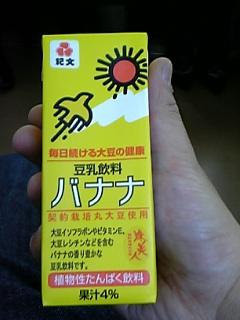 紀文
毎日続ける大豆の健康
豆乳飲料
バナナ
契約栽培丸大豆使用
大豆イソフラボンやビタミンE、
大豆レシチンなどを含む
バナナの香り豊かな
豆乳飲料です。
植物性たんぱく飲料
果汁4%